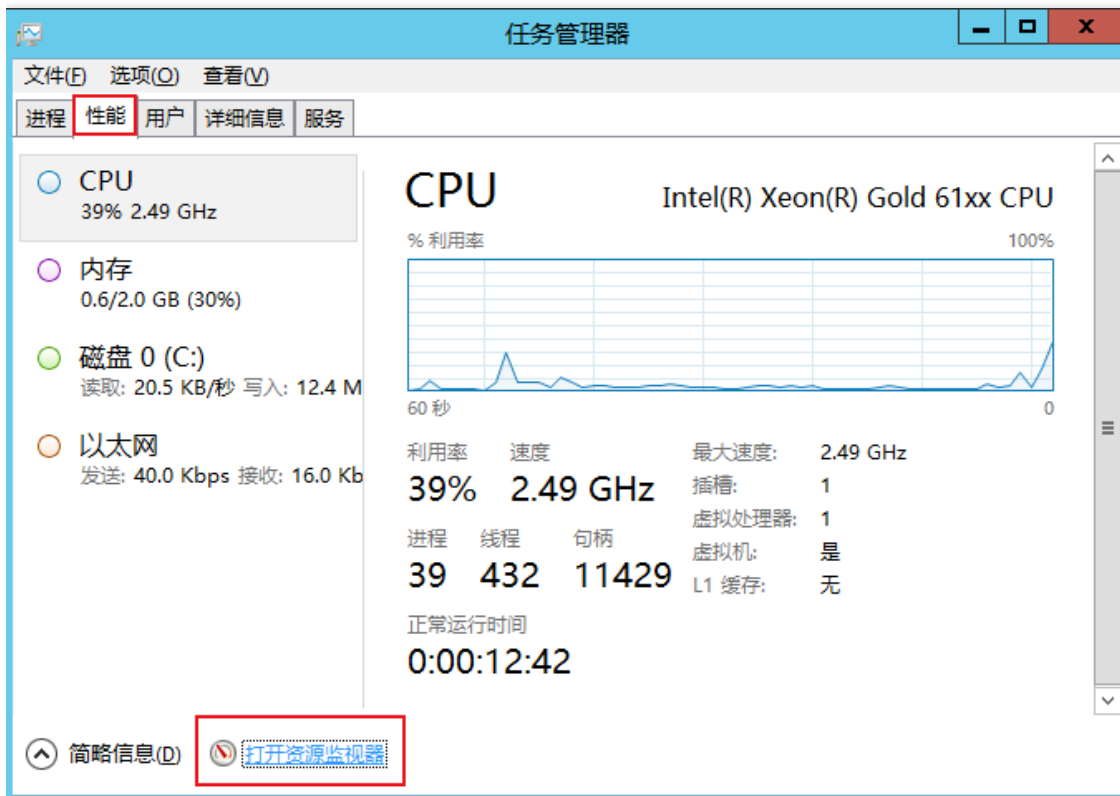 任务管理器
文件(F) 选项(O) 查看(V)
进程 性能 用户 详细信息 服务
CPU
39% 2.49 GHz
内存
0.6/2.0 GB (30%)
磁盘 0 (C:)
读取: 20.5 KB/秒 写入: 12.4 M
以太网
发送: 40.0 Kbps 接收: 16.0 Kb
CPU Intel(R) Xeon(R) Gold 61xx CPU
% 利用率 100%
60 秒 0
利用率 速度
39% 2.49 GHz
进程 线程 句柄
39 432 11429
正常运行时间
0:00:12:42
最大速度: 2.49 GHz
插槽: 1
虚拟处理器: 1
虚拟机: 是
L1 缓存: 无
简略信息(D) 打开资源监视器